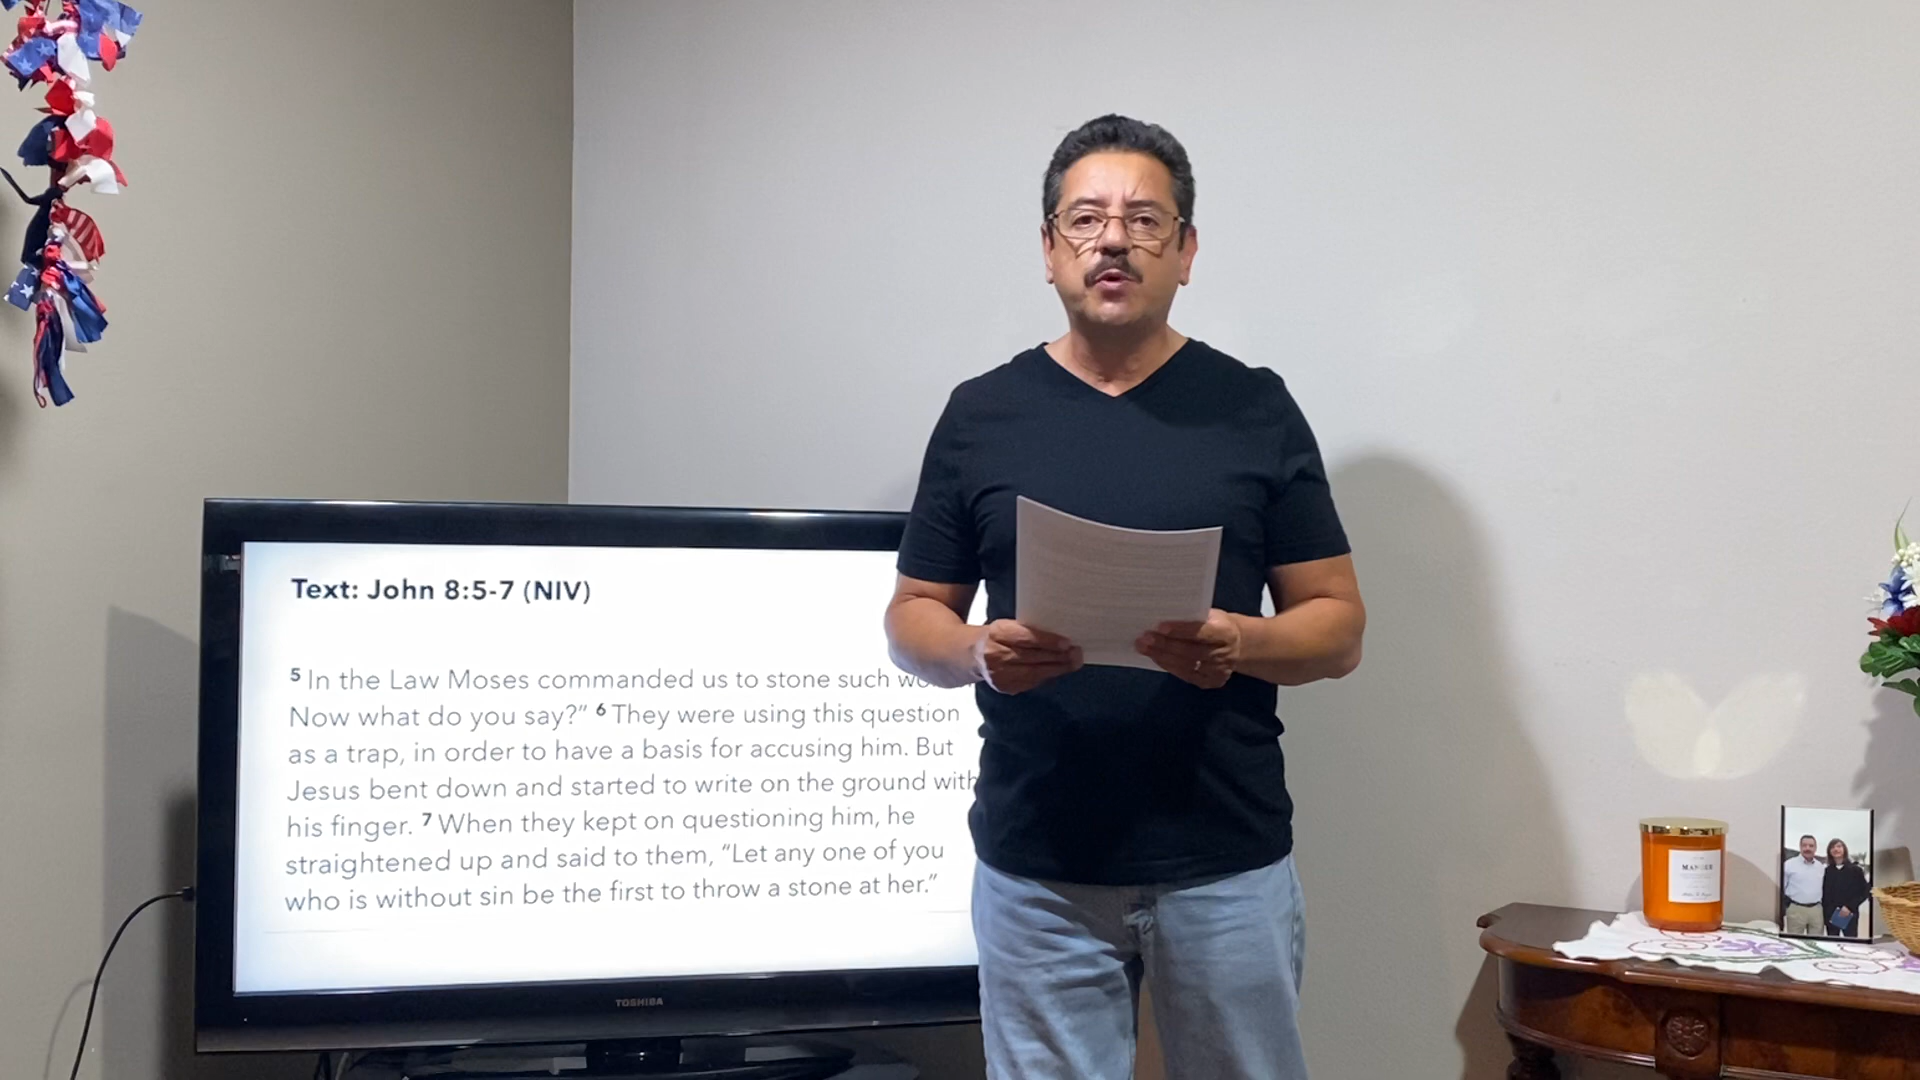 Text: John 8:5-7 (NIV)
5 In the Law Moses commanded us to stone such
Now what do you say?” 6 They were using this question
as a trap, in order to have a basis for accusing him. But
Jesus bent down and started to write on the ground with
his finger. 7 When they kept on questioning him, he
straightened up and said to them, “Let any one of you
who is without sin be the first to throw a stone at her.”
TOSHIBA